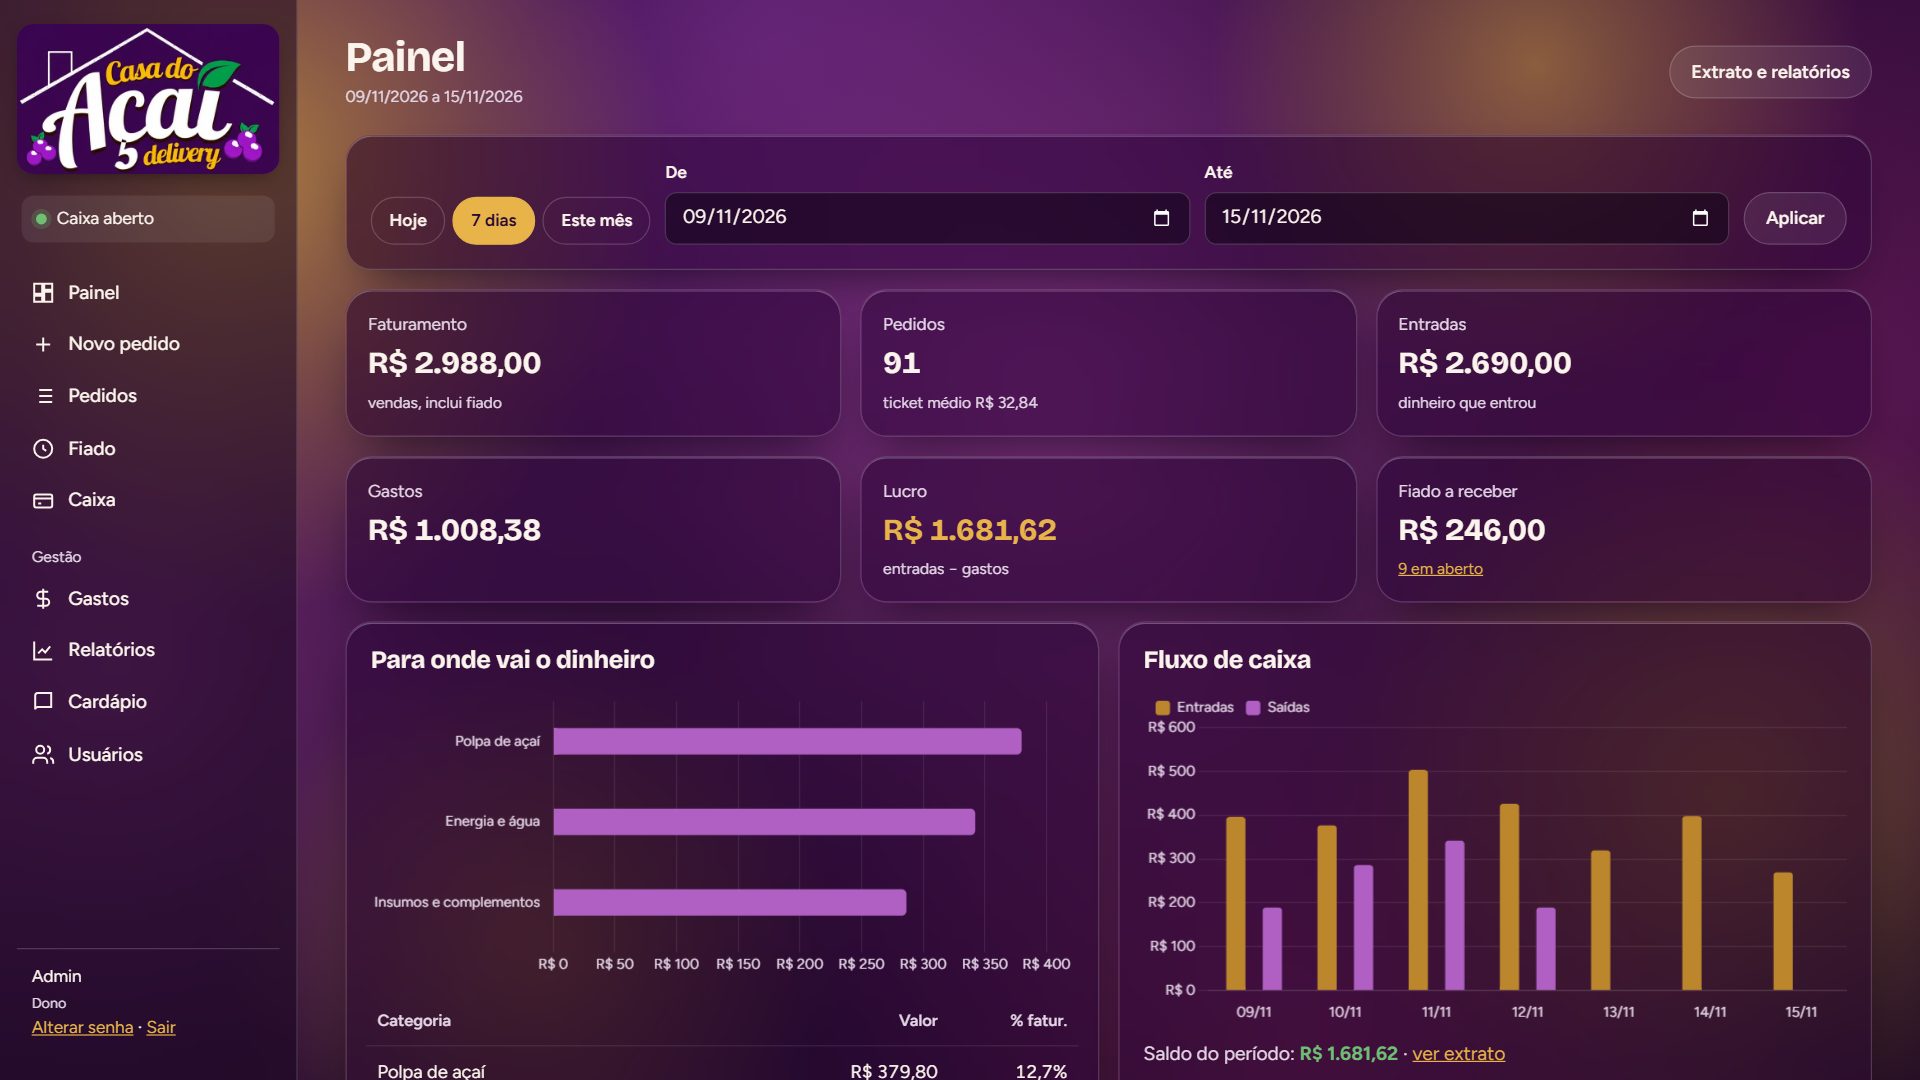 Casa do
Açaí
5 delivery
Caixa aberto
Painel
Novo pedido
Pedidos
Fiado
Caixa
Gestão
Gastos
Relatórios
Cardápio
Usuários
Admin
Dono
Alterar senha · Sair
Painel
09/11/2026 a 15/11/2026
Extrato e relatórios
Hoje
7 dias
Este mês
De
09/11/2026
Até
15/11/2026
Aplicar
Faturamento
R$ 2.988,00
vendas, inclui fiado
Pedidos
91
ticket médio R$ 32,84
Entradas
R$ 2.690,00
dinheiro que entrou
Gastos
R$ 1.008,38
Lucro
R$ 1.681,62
entradas – gastos
Fiado a receber
R$ 246,00
9 em aberto
Para onde vai o dinheiro
Polpa de açaí
Energia e água
Insumos e complementos
R$ 0 R$ 50 R$ 100 R$ 150 R$ 200 R$ 250 R$ 300 R$ 350 R$ 400
Categoria Valor % fatur.
Polpa de açaí R$ 379,80 12,7%
Fluxo de caixa
Entradas Saídas
R$ 600
R$ 500
R$ 400
R$ 300
R$ 200
R$ 100
R$ 0
09/11 10/11 11/11 12/11 13/11 14/11 15/11
Saldo do período: R$ 1.681,62 · ver extrato